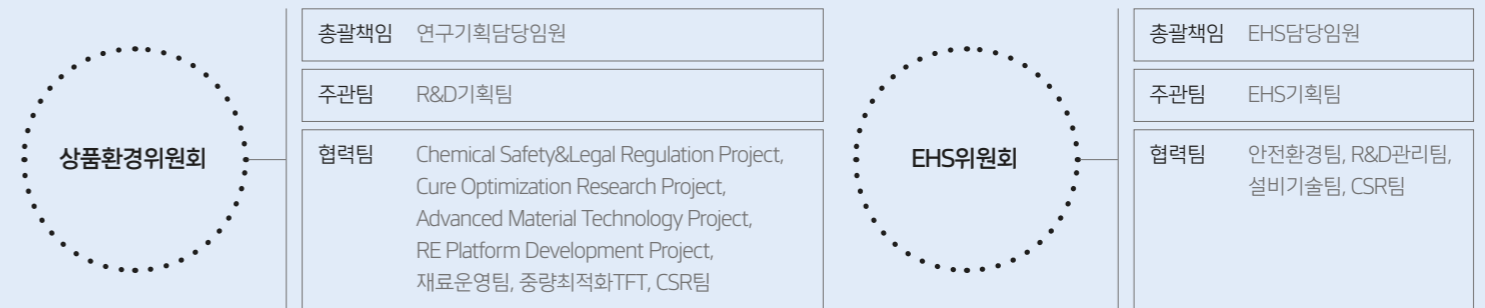 상품환경위원회
총괄책임 연구기획담당임원
주관팀 R&D기획팀
협력팀 Chemical Safety&Legal Regulation Project,
Cure Optimization Research Project,
Advanced Material Technology Project,
RE Platform Development Project,
재료운영팀, 중량최적화TFT, CSR팀
EHS위원회
총괄책임 EHS담당임원
주관팀 EHS기획팀
협력팀 안전환경팀, R&D관리팀,
설비기술팀, CSR팀